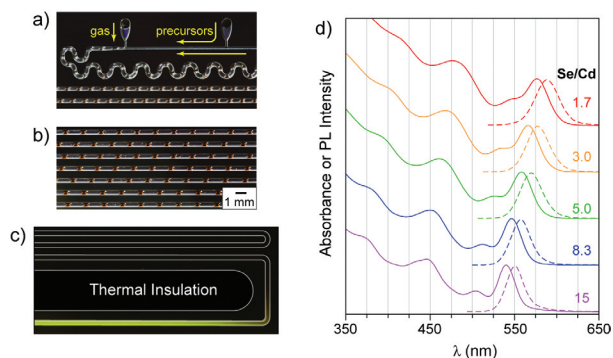 a)
gas
precursors
b)
1 mm
c)
Thermal Insulation
d)
Absorbance or PL Intensity
Se/Cd
1.7
3.0
5.0
8.3
15
350
450
550
650
λ (nm)